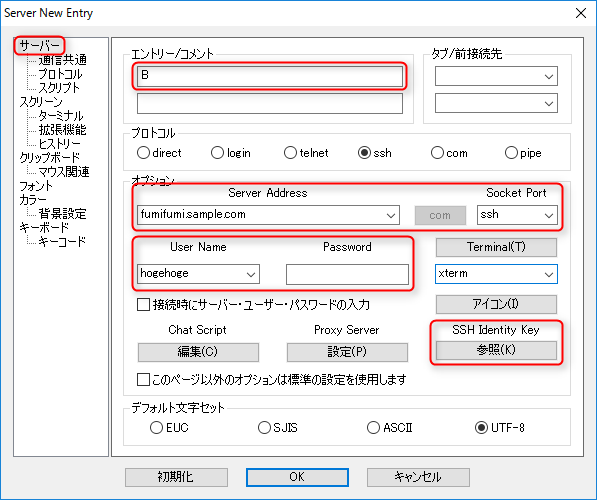 Server New Entry
サーバー
通信共通
プロトコル
スクリプト
スクリーン
ターミナル
拡張機能
ヒストリー
クリップボード
マウス関連
フォント
カラー
背景設定
キーボード
キーコード
エントリー/コメント
B
タブ/前接続先
プロトコル
direct login telnet ssh com pipe
オプション
Server Address Socket Port
fumifumi.sample.com com ssh
User Name Password Terminal(T)
hogehoge xterm
接続時にサーバー・ユーザー・パスワードの入力 アイコン(I)
Chat Script Proxy Server SSH Identity Key
編集(C) 設定(P) 参照(K)
このページ以外のオプションは標準の設定を使用します
デフォルト文字セット
EUC SJIS ASCII UTF-8
初期化 OK キャンセル